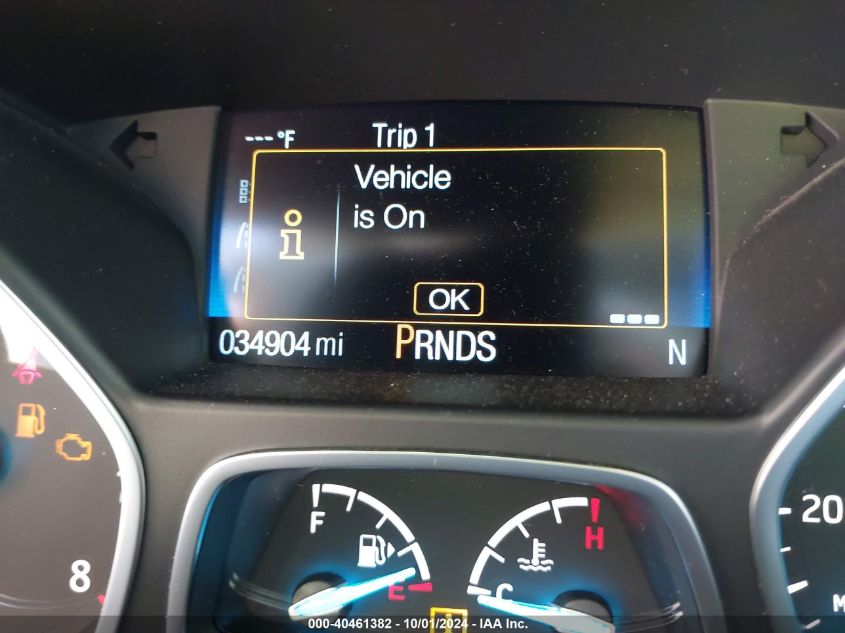 ---°F Trip 1
Vehicle
is On
OK
034904 mi PRNDS N
F H
20
8 E C
000-40461382 - 10/01/2024 - IAA Inc.